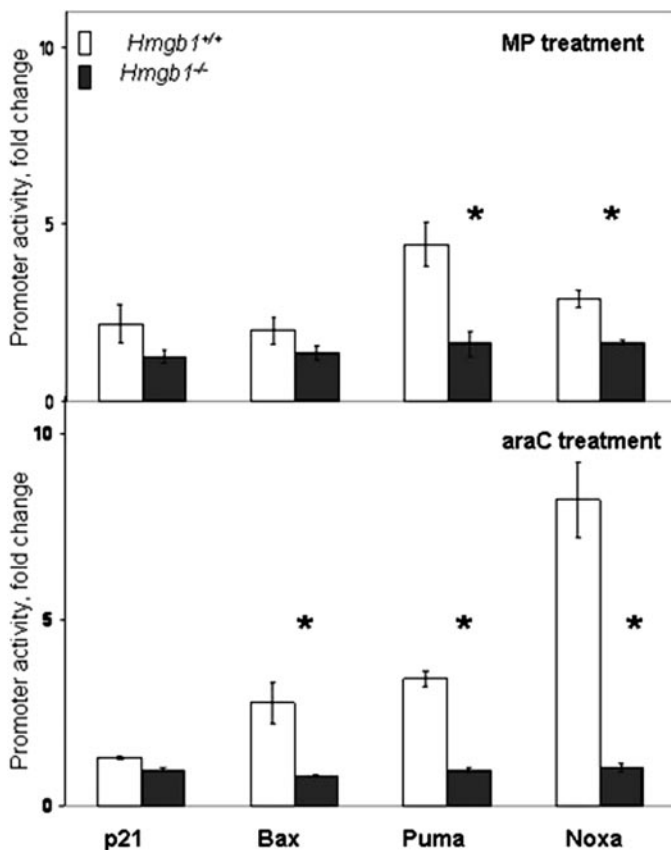 10
Hmgb1+/+
MP treatment
Hmgb1-/-
Promoter activity, fold change
5
*
*
0
10
araC treatment
Promoter activity, fold change
5
*
*
*
0
p21
Bax
Puma
Noxa